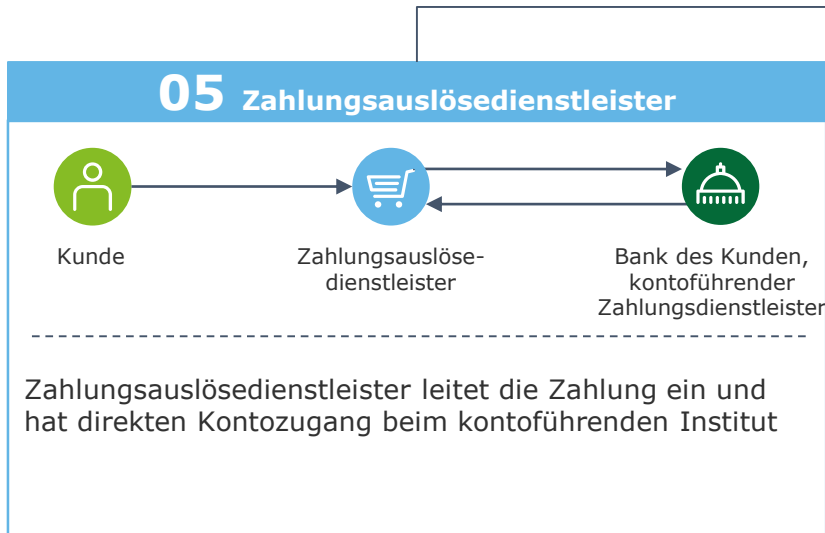 05 Zahlungsauslösedienstleister
Kunde
Zahlungsauslöse-
dienstleister
Bank des Kunden,
kontoführender
Zahlungsdienstleister
Zahlungsauslösedienstleister leitet die Zahlung ein und
hat direkten Kontozugang beim kontoführenden Institut